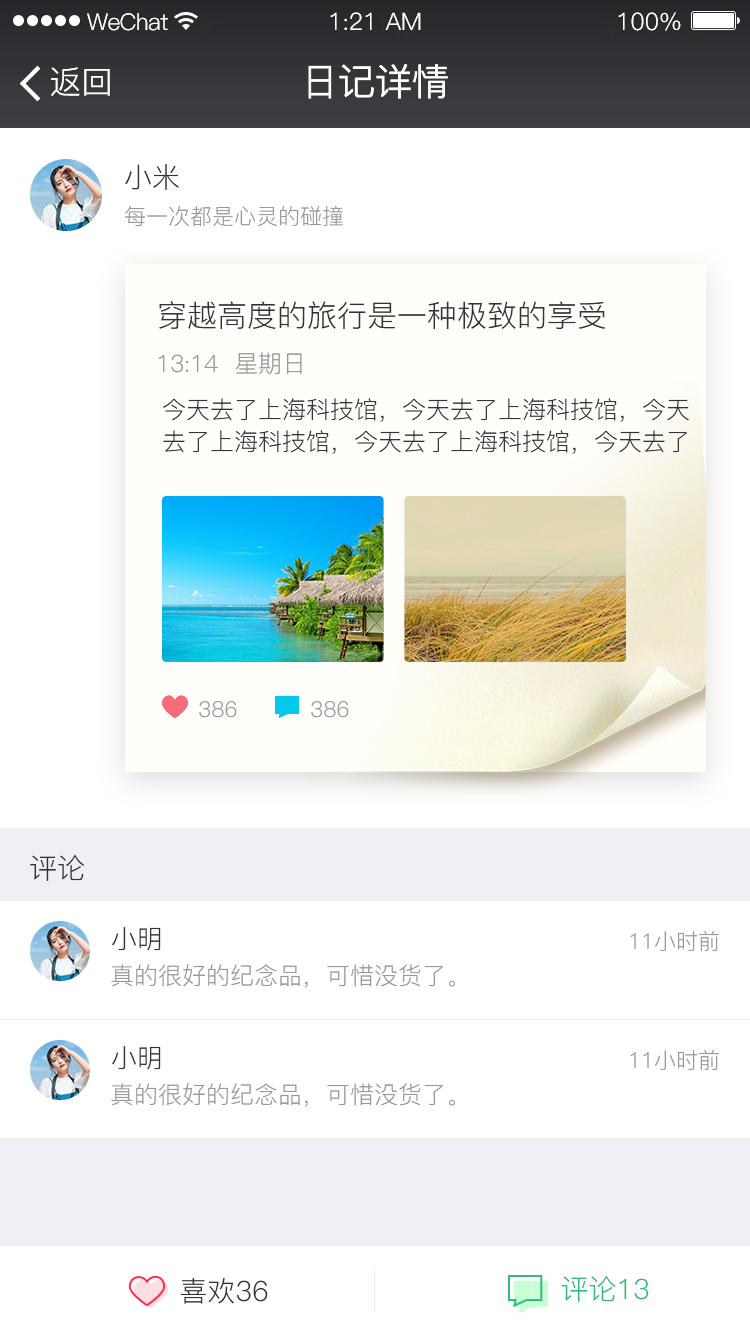 WeChat 1:21 AM 100%
返回 日记详情
小米
每一次都是心灵的碰撞
穿越高度的旅行是一种极致的享受
13:14 星期日
今天去了上海科技馆，今天去了上海科技馆，今天
去了上海科技馆，今天去了上海科技馆，今天去了
386 386
评论
小明 11小时前
真的很好的纪念品，可惜没货了。
小明 11小时前
真的很好的纪念品，可惜没货了。
喜欢36 评论13